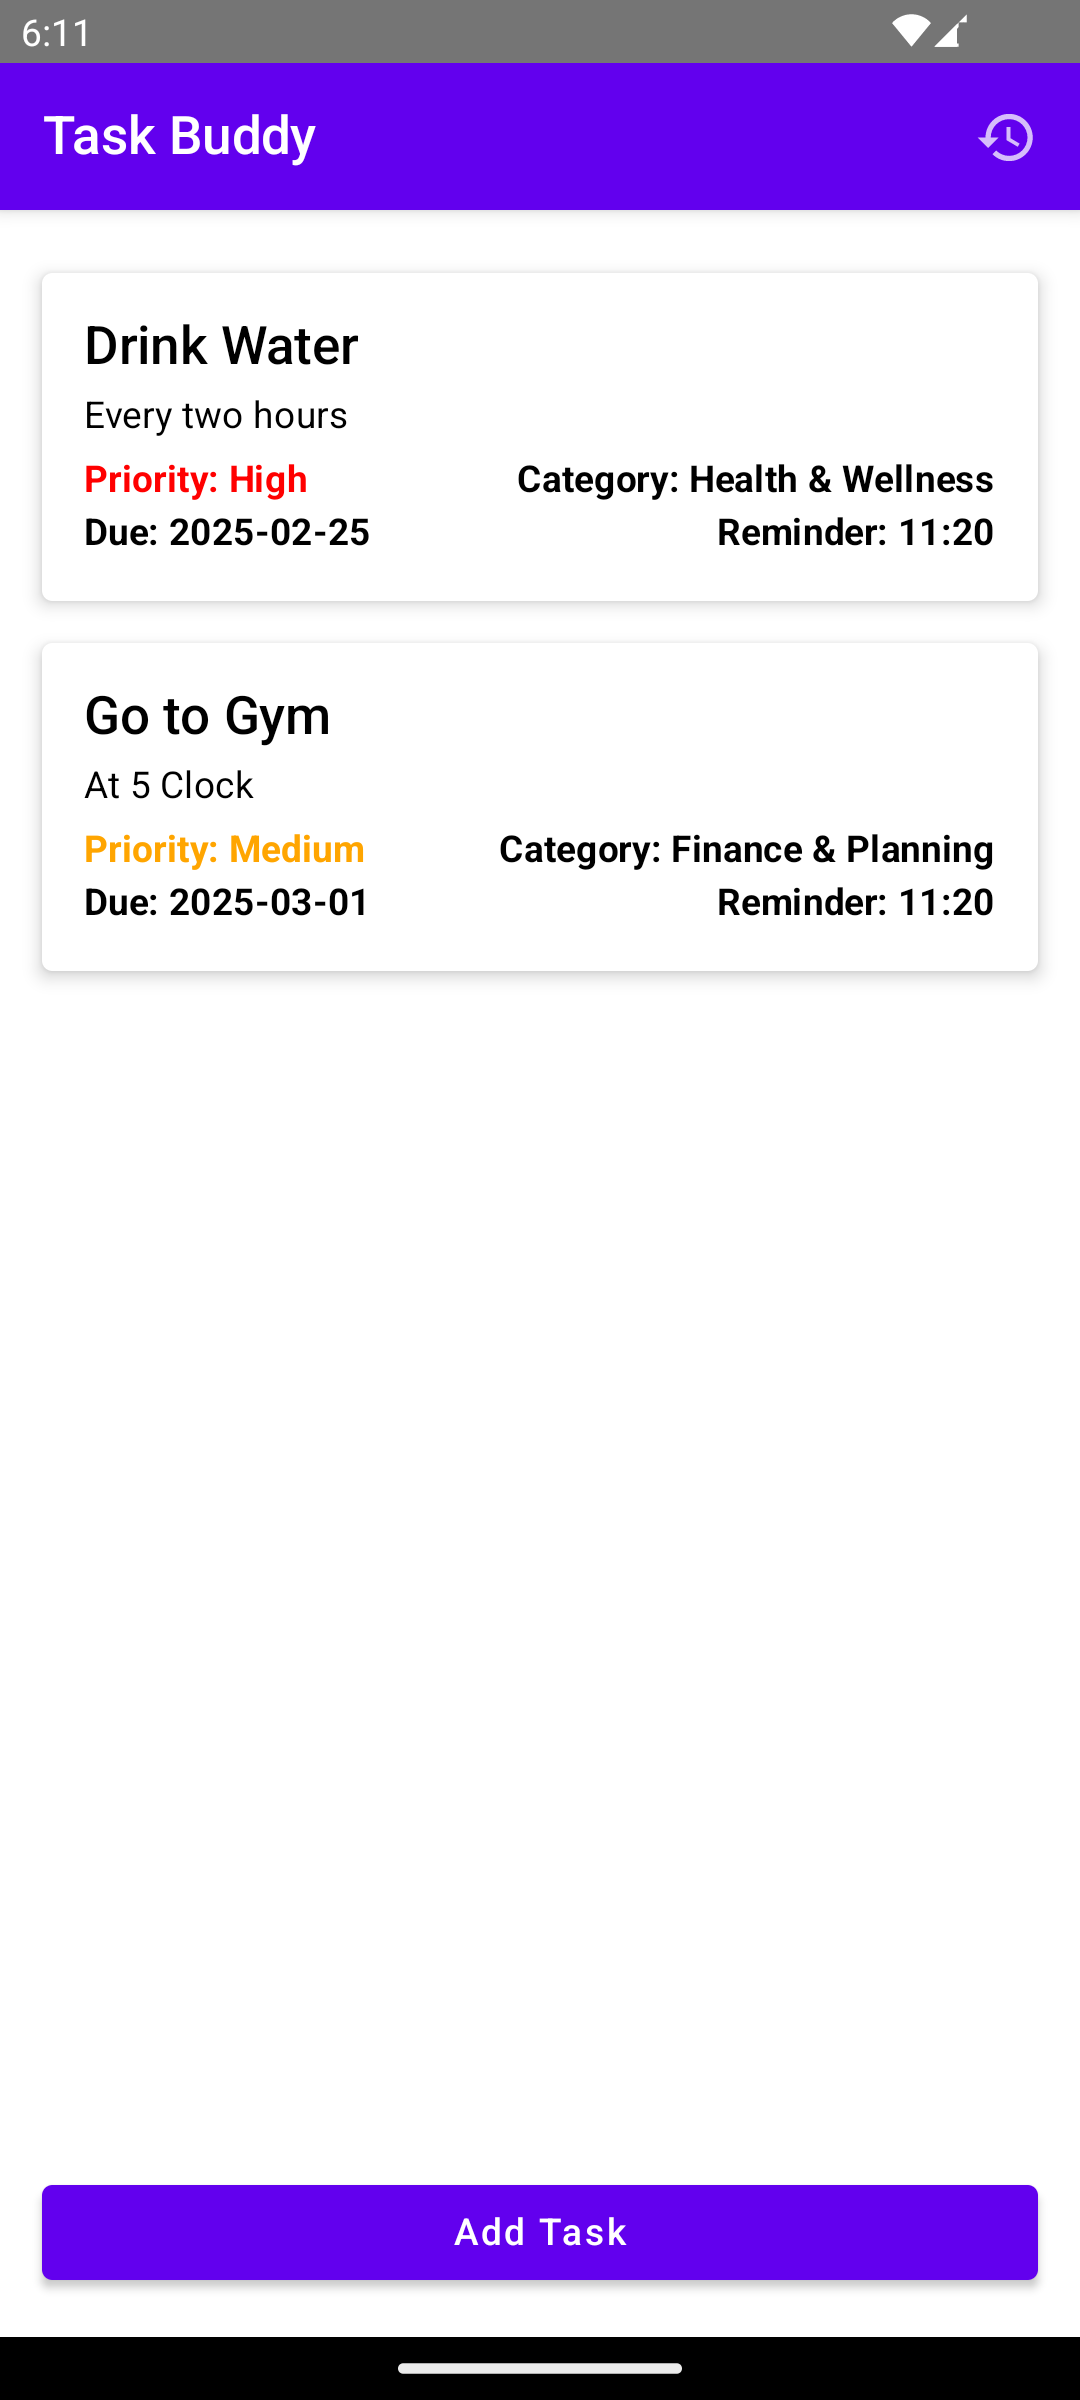 6:11
Task Buddy
Drink Water
Every two hours
Priority: High Category: Health & Wellness
Due: 2025-02-25 Reminder: 11:20
Go to Gym
At 5 Clock
Priority: Medium Category: Finance & Planning
Due: 2025-03-01 Reminder: 11:20
Add Task